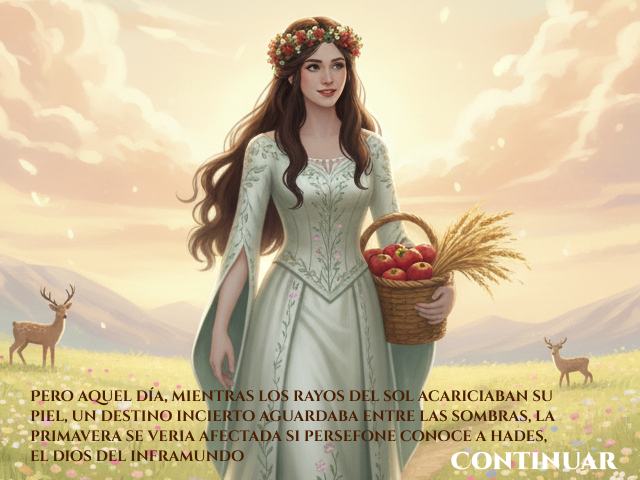 PERO AQUEL DÍA, MIENTRAS LOS RAYOS DEL SOL ACARICIABAN SU
PIEL, UN DESTINO INCIERTO AGUARDABA ENTRE LAS SOMBRAS, LA
PRIMAVERA SE VERIA AFECTADA SI PERSEFONE CONOCE A HADES,
EL DIOS DEL INFRAMUNDO
CONTINUAR